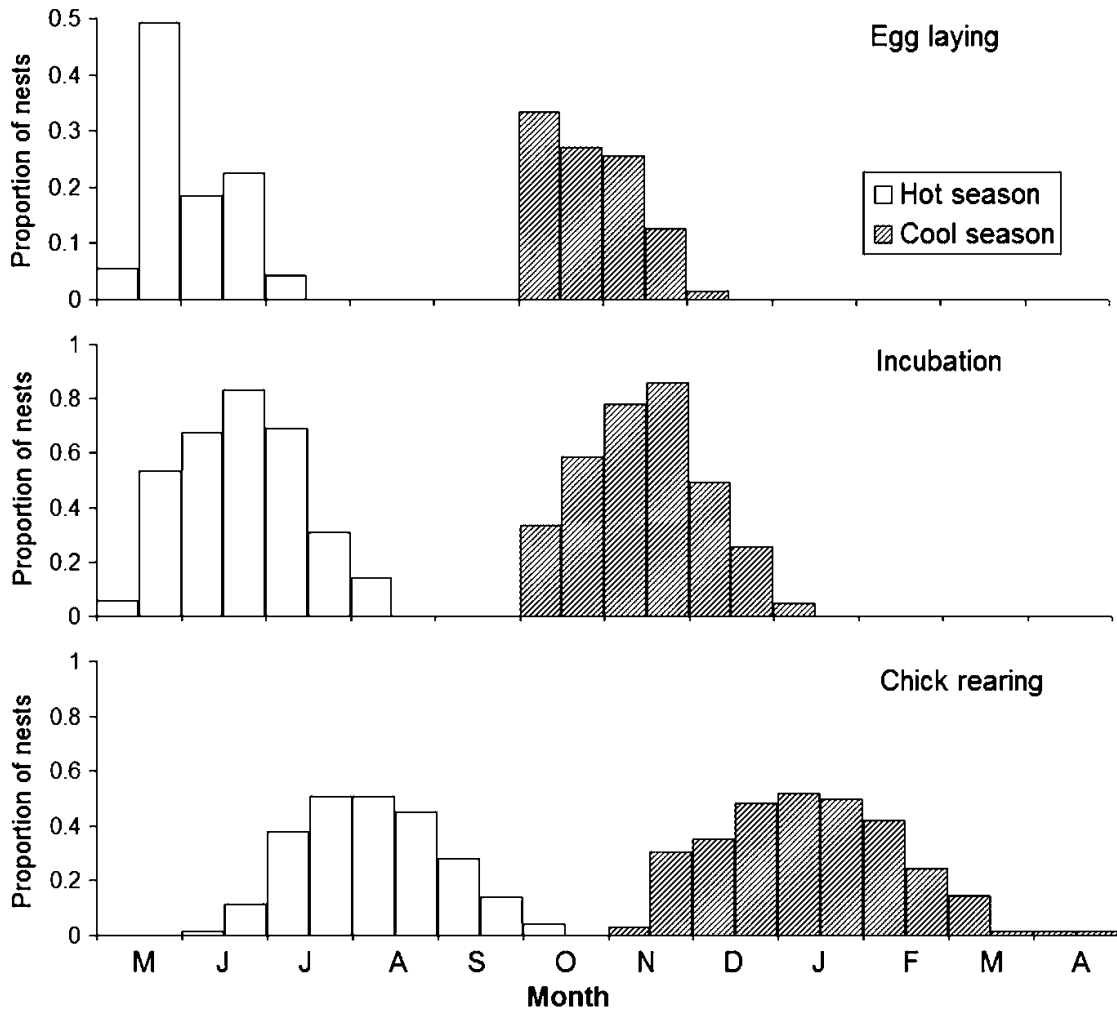 Egg laying
Proportion of nests
0.5
0.4
0.3
0.2
0.1
0
Hot season
Cool season
Incubation
Proportion of nests
1
0.8
0.6
0.4
0.2
0
Chick rearing
Proportion of nests
1
0.8
0.6
0.4
0.2
0
M J J A S O N D J F M A
Month